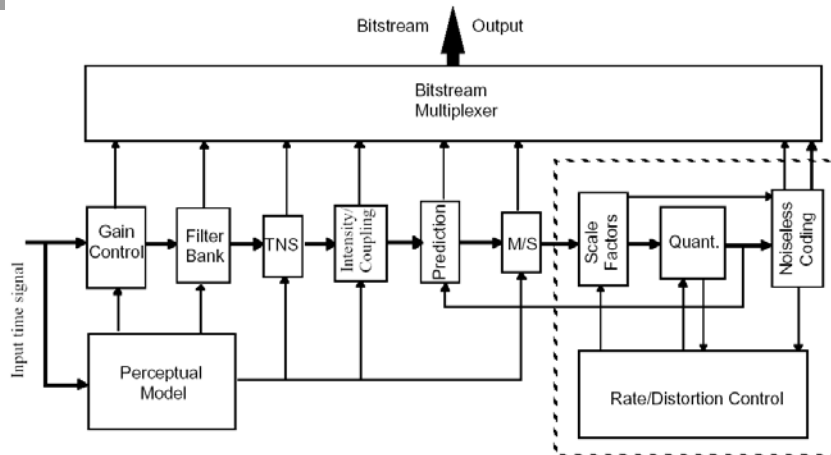 Bitstream Output
Bitstream
Multiplexer
Input time signal
Gain
Control
Filter
Bank
TNS
Intensity/
Coupling
Prediction
M/S
Scale
Factors
Quant.
Noiseless
Coding
Perceptual
Model
Rate/Distortion Control